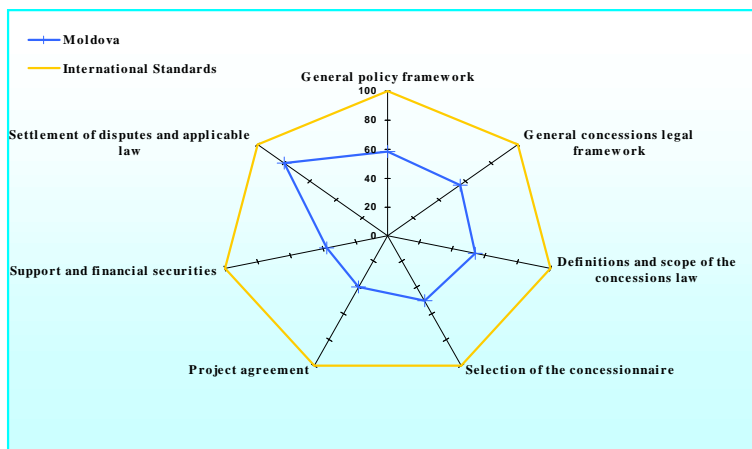 Moldova
International Standards
General policy framework
100
80
60
40
20
0
Settlement of disputes and applicable
law
General concessions legal
framework
Support and financial securities
Definitions and scope of the
concessions law
Project agreement
Selection of the concessionnaire